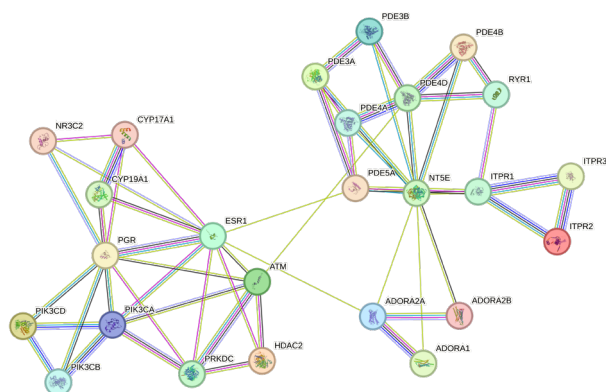 PDE3B
PDE4B
PDE3A
PDE4D
RYR1
PDE4A
NR3C2
CYP17A1
ITPR3
CYP19A1
PDE5A
NT5E
ITPR1
ITPR2
ESR1
PGR
ATM
ADORA2A
ADORA2B
PIK3CD
PIK3CA
HDAC2
ADORA1
PIK3CB
PRKDC